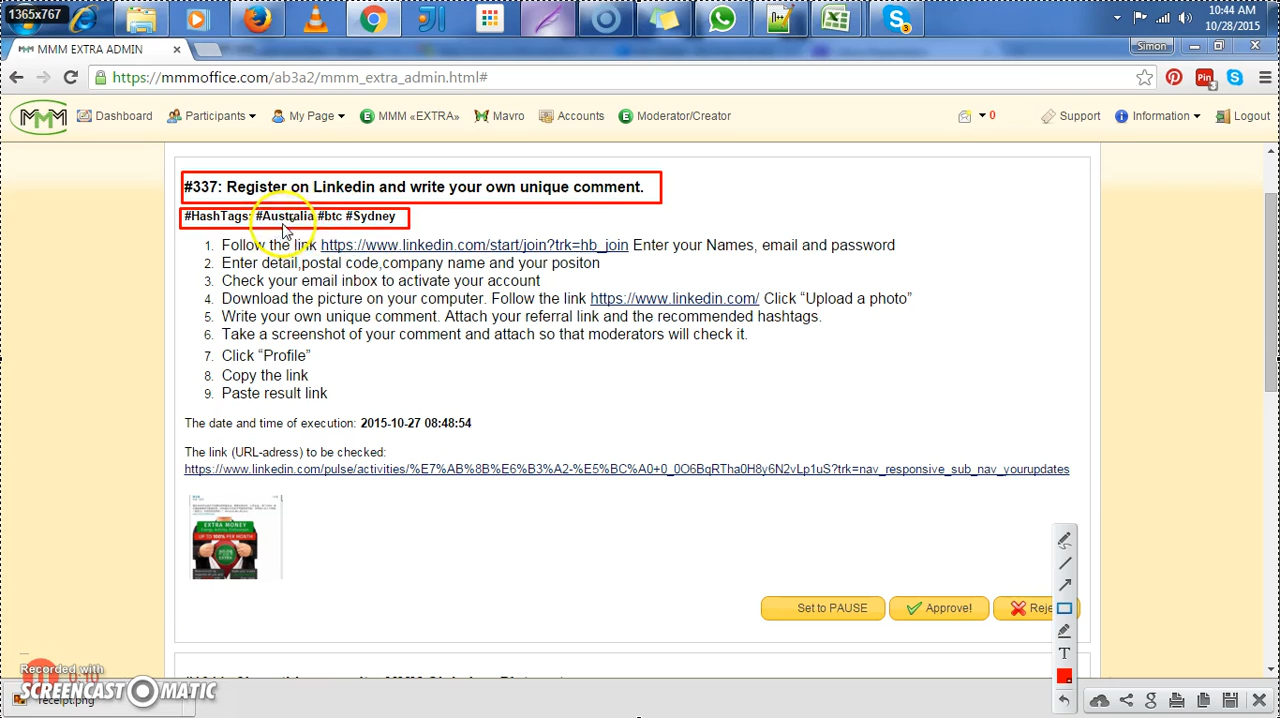 1365x767
10:44 AM
10/28/2015
MMM EXTRA ADMIN
Simon
https://mmmoffice.com/ab3a2/mmm_extra_admin.html#
MMM Dashboard Participants My Page MMM «EXTRA» Mavro Accounts Moderator/Creator 0 Support Information Logout
#337: Register on Linkedin and write your own unique comment.
#HashTags: #Australia #btc #Sydney
1. Follow the link https://www.linkedin.com/start/join?trk=hb_join Enter your Names, email and password
2. Enter detail,postal code,company name and your positon
3. Check your email inbox to activate your account
4. Download the picture on your computer. Follow the link https://www.linkedin.com/ Click “Upload a photo”
5. Write your own unique comment. Attach your referral link and the recommended hashtags.
6. Take a screenshot of your comment and attach so that moderators will check it.
7. Click “Profile”
8. Copy the link
9. Paste result link
The date and time of execution: 2015-10-27 08:48:54
The link (URL-adress) to be checked:
https://www.linkedin.com/pulse/activities/%E7%AB%8B%E6%B3%A2-%E5%BC%A0+0_0O6BqRTha0H8y6N2vLp1uS?trk=nav_responsive_sub_nav_yourupdates
EXTRA MONEY
UP TO 100% PER MONTH
Set to PAUSE Approve! Reje
Recorded with
SCREENCAST MATIC
receipt.png